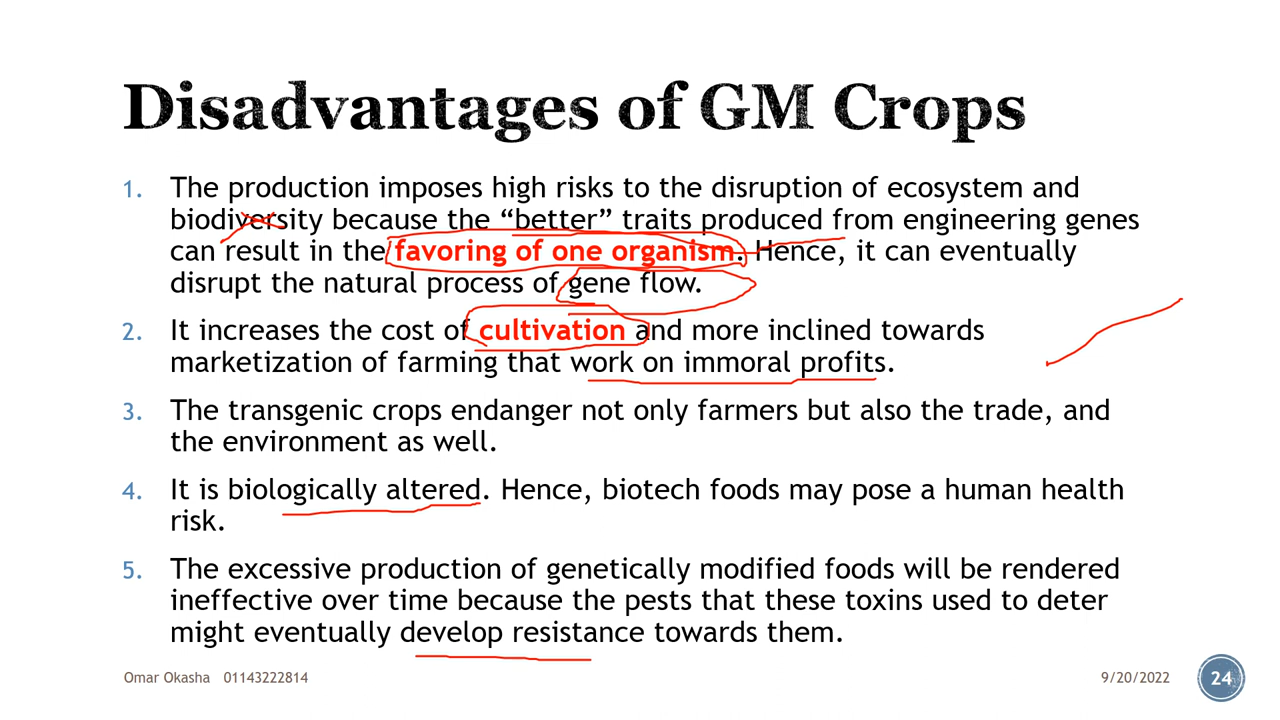 Disadvantages of GM Crops
1. The production imposes high risks to the disruption of ecosystem and
biodiversity because the “better” traits produced from engineering genes
can result in the favoring of one organism. Hence, it can eventually
disrupt the natural process of gene flow.
2. It increases the cost of cultivation and more inclined towards
marketization of farming that work on immoral profits.
3. The transgenic crops endanger not only farmers but also the trade, and
the environment as well.
4. It is biologically altered. Hence, biotech foods may pose a human health
risk.
5. The excessive production of genetically modified foods will be rendered
ineffective over time because the pests that these toxins used to deter
might eventually develop resistance towards them.
Omar Okasha 01143222814 9/20/2022 24